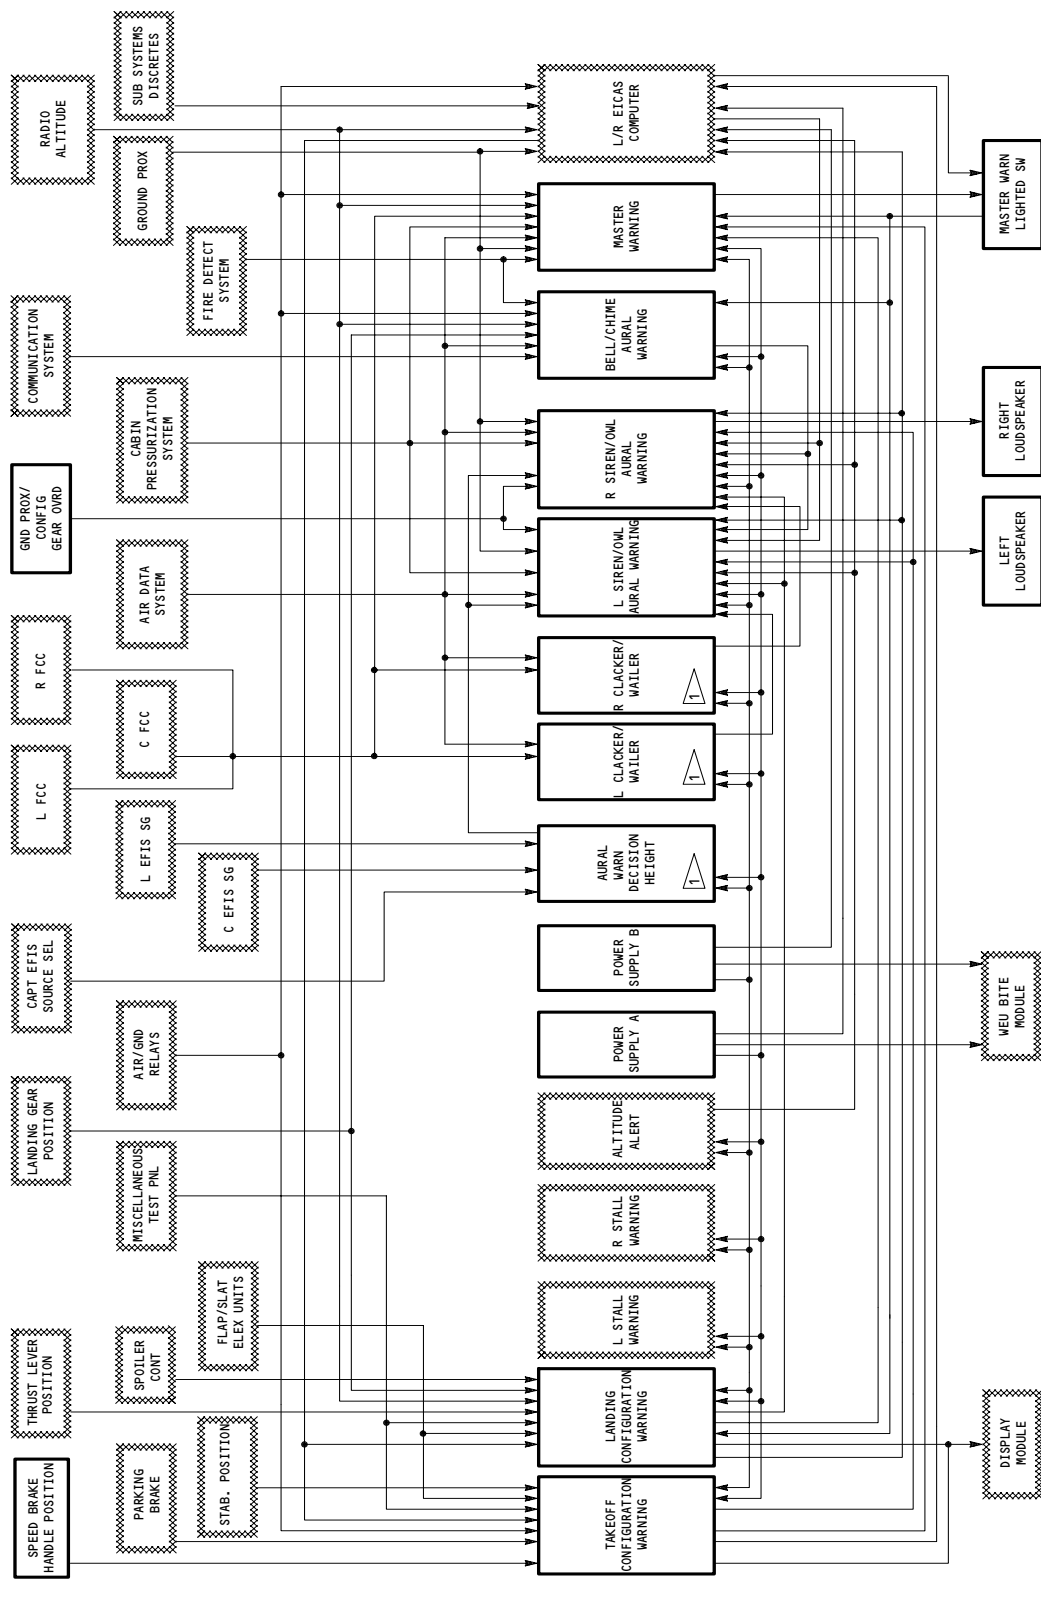 SPEED BRAKE
HANDLE POSITION
THRUST LEVER
POSITION
LANDING GEAR
POSITION
CAPT EFIS
SOURCE SEL
L FCC
R FCC
GND PROX/
CONFIG
GEAR OVRD
COMMUNICATION
SYSTEM
RADIO
ALTITUDE
PARKING
BRAKE
SPOILER
CONT
MISCELLANEOUS
TEST PNL
AIR/GND
RELAYS
L EFIS SG
C FCC
AIR DATA
SYSTEM
CABIN
PRESSURIZATION
SYSTEM
GROUND PROX
SUB SYSTEMS
DISCRETES
STAB. POSITION
FLAP/SLAT
ELEX UNITS
C EFIS SG
FIRE DETECT
SYSTEM
TAKEOFF
CONFIGURATION
WARNING
LANDING
CONFIGURATION
WARNING
L STALL
WARNING
R STALL
WARNING
ALTITUDE
ALERT
POWER
SUPPLY A
POWER
SUPPLY B
AURAL
WARN
DECISION
HEIGHT
1
L CLACKER/
WAILER
1
R CLACKER/
WAILER
1
L SIREN/OWL
AURAL WARNING
R SIREN/OWL
AURAL
WARNING
BELL/CHIME
AURAL
WARNING
MASTER
WARNING
L/R EICAS
COMPUTER
DISPLAY
MODULE
WEU BITE
MODULE
LEFT
LOUDSPEAKER
RIGHT
LOUDSPEAKER
MASTER WARN
LIGHTED SW